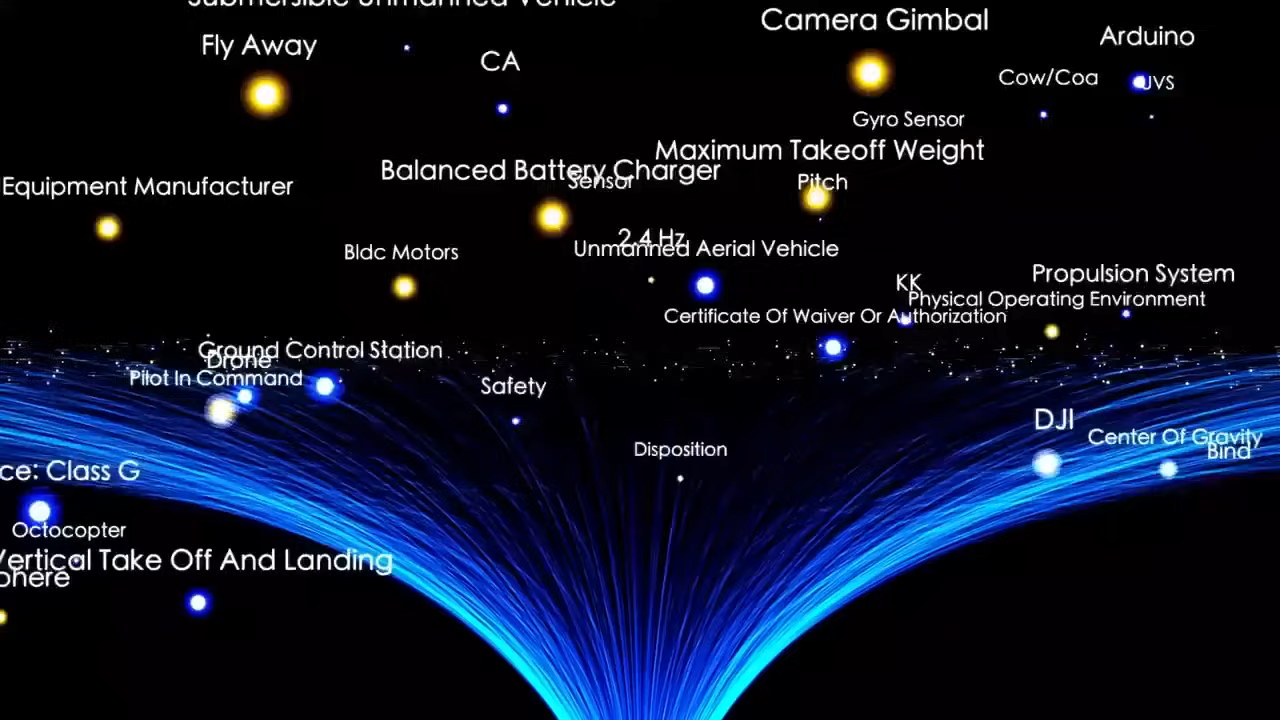 Submersible Unmanned Vehicle
Camera Gimbal
Fly Away
Arduino
CA
Cow/Coa
UVS
Gyro Sensor
Maximum Takeoff Weight
Balanced Battery Charger
Sensor
Pitch
Equipment Manufacturer
2.4 Hz
Unmanned Aerial Vehicle
Bldc Motors
Propulsion System
KK
Physical Operating Environment
Certificate Of Waiver Or Authorization
Ground Control Station
Drone
Pilot In Command
Safety
DJI
Center Of Gravity
Bind
Disposition
ce: Class G
Octocopter
Vertical Take Off And Landing
phere